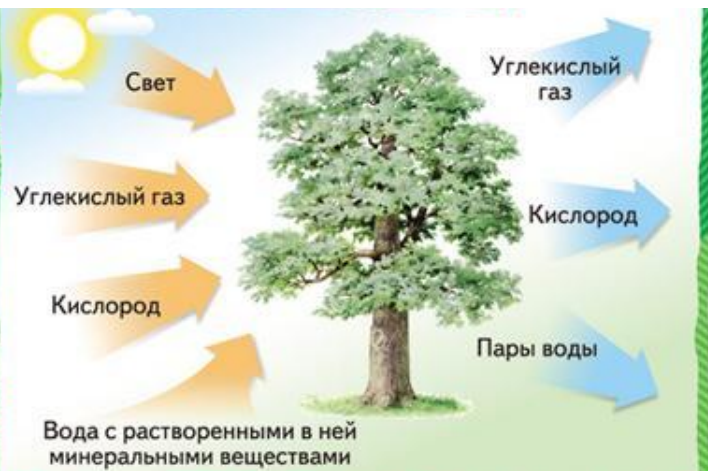 Свет
Углекислый газ
Кислород
Вода с растворенными в ней
минеральными веществами
Углекислый
газ
Кислород
Пары воды